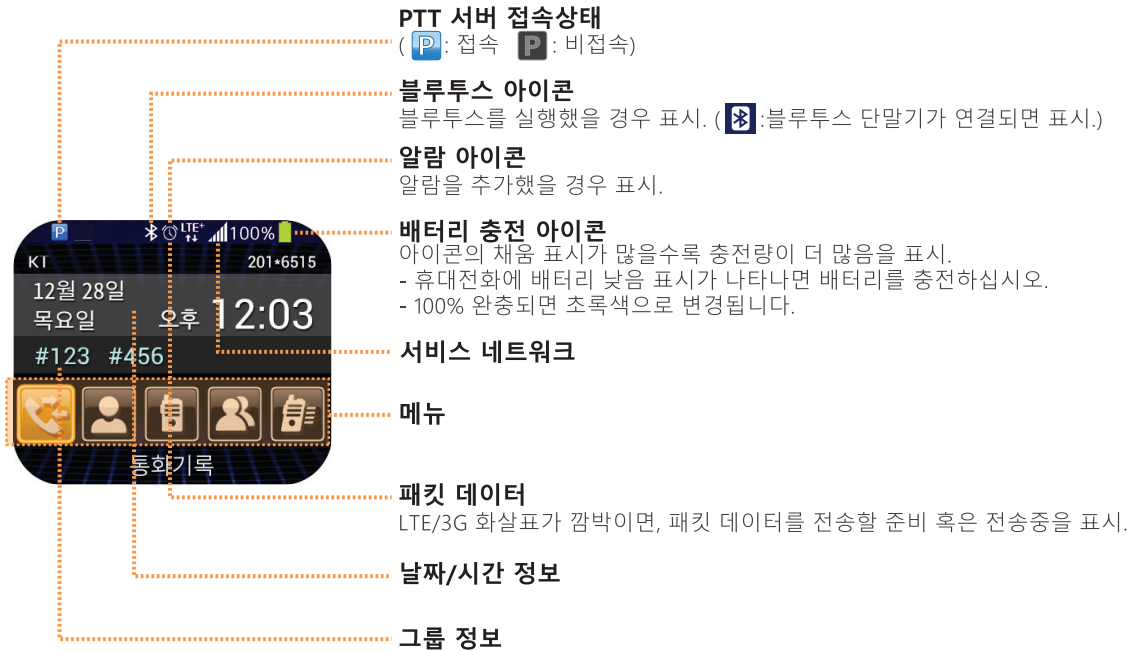 PTT 서버 접속상태
( P : 접속 P : 비접속)
블루투스 아이콘
블루투스를 실행했을 경우 표시. ( :블루투스 단말기가 연결되면 표시.)
알람 아이콘
알람을 추가했을 경우 표시.
배터리 충전 아이콘
아이콘의 채움 표시가 많을수록 충전량이 더 많음을 표시.
- 휴대전화에 배터리 낮음 표시가 나타나면 배터리를 충전하십시오.
- 100% 완충되면 초록색으로 변경됩니다.
서비스 네트워크
메뉴
패킷 데이터
LTE/3G 화살표가 깜박이면, 패킷 데이터를 전송할 준비 혹은 전송중을 표시.
날짜/시간 정보
그룹 정보
P LTE+ 100%
KT 201*6515
12월 28일
목요일 오후 12:03
#123 #456
통화기록